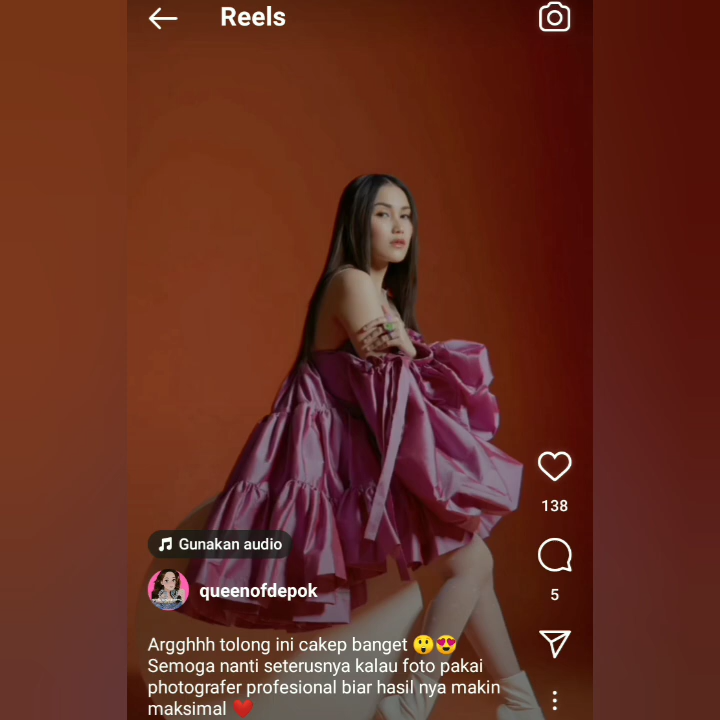 Reels
138
5
Gunakan audio
queenofdepok
Argghhh tolong ini cakep banget 😲😍
Semoga nanti seterusnya kalau foto pakai
photografer profesional biar hasil nya makin
maksimal ❤️